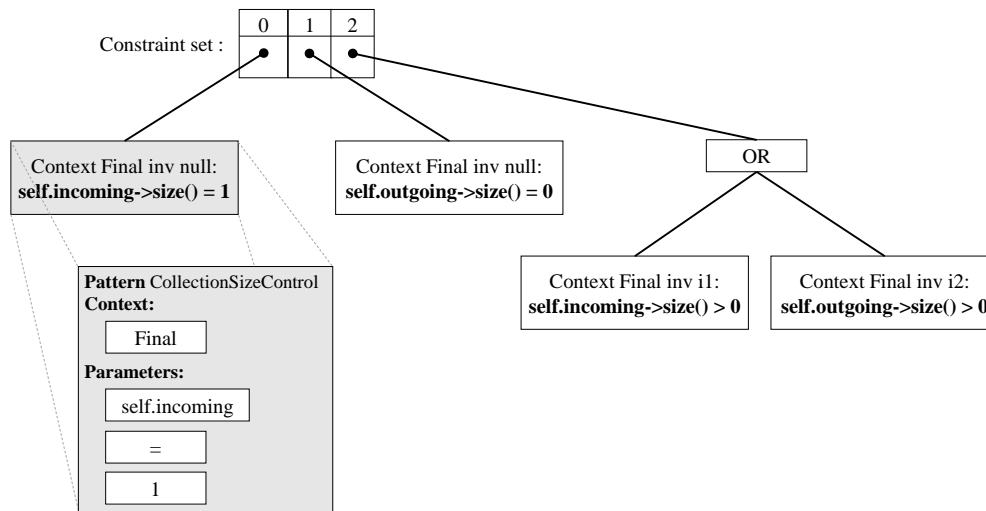 0 1 2
Constraint set :
Context Final inv null:
self.incoming->size() = 1
Context Final inv null:
self.outgoing->size() = 0
OR
Context Final inv i1:
self.incoming->size() > 0
Context Final inv i2:
self.outgoing->size() > 0
Pattern CollectionSizeControl
Context:
Final
Parameters:
self.incoming
=
1